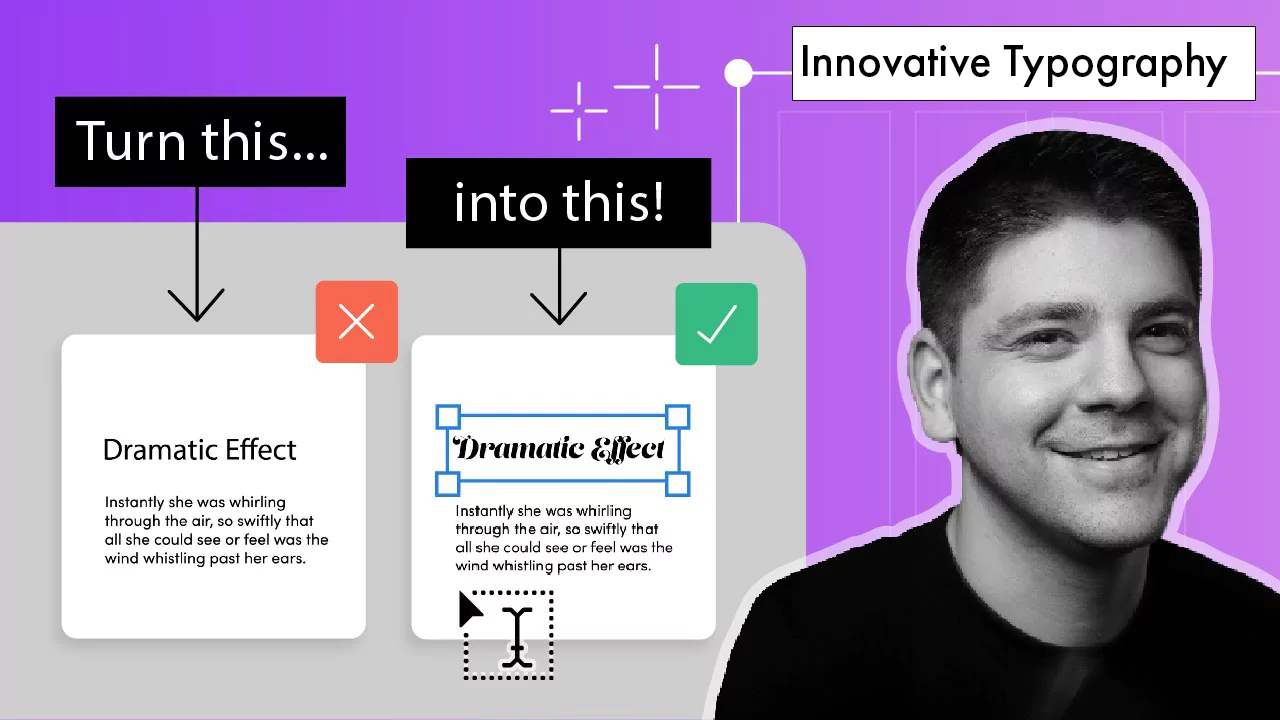 Innovative Typography
Turn this...
into this!
Dramatic Effect
Instantly she was whirling
through the air, so swiftly that
all she could see or feel was the
wind whistling past her ears.
Dramatic Effect
Instantly she was whirling
through the air, so swiftly that
all she could see or feel was the
wind whistling past her ears.